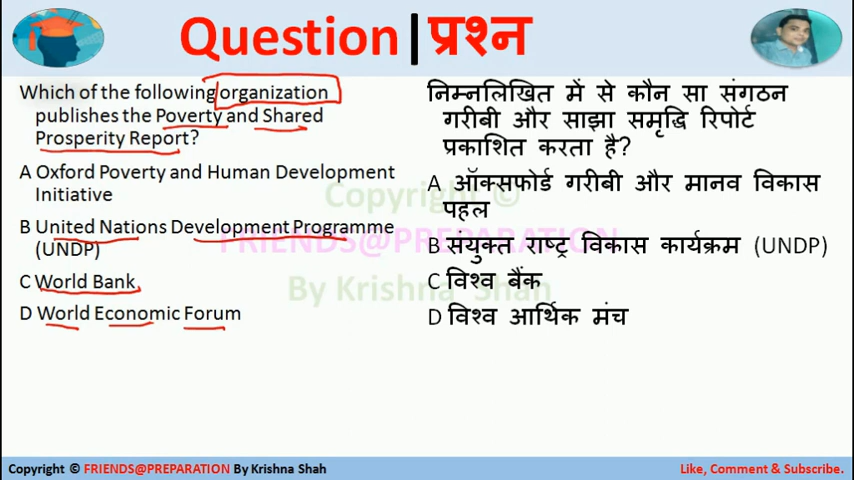 Question|प्रश्न
Which of the following organization
publishes the Poverty and Shared
Prosperity Report?
A Oxford Poverty and Human Development
Initiative
B United Nations Development Programme
(UNDP)
C World Bank
D World Economic Forum
निम्नलिखित में से कौन सा संगठन
गरीबी और साझा समृद्धि रिपोर्ट
प्रकाशित करता है?
A ऑक्सफोर्ड गरीबी और मानव विकास
पहल
B संयुक्त राष्ट्र विकास कार्यक्रम (UNDP)
C विश्व बैंक
D विश्व आर्थिक मंच
Copyright ©
FRIENDS@PREPARATION
By Krishna Shah
Copyright © FRIENDS@PREPARATION By Krishna Shah
Like, Comment & Subscribe.